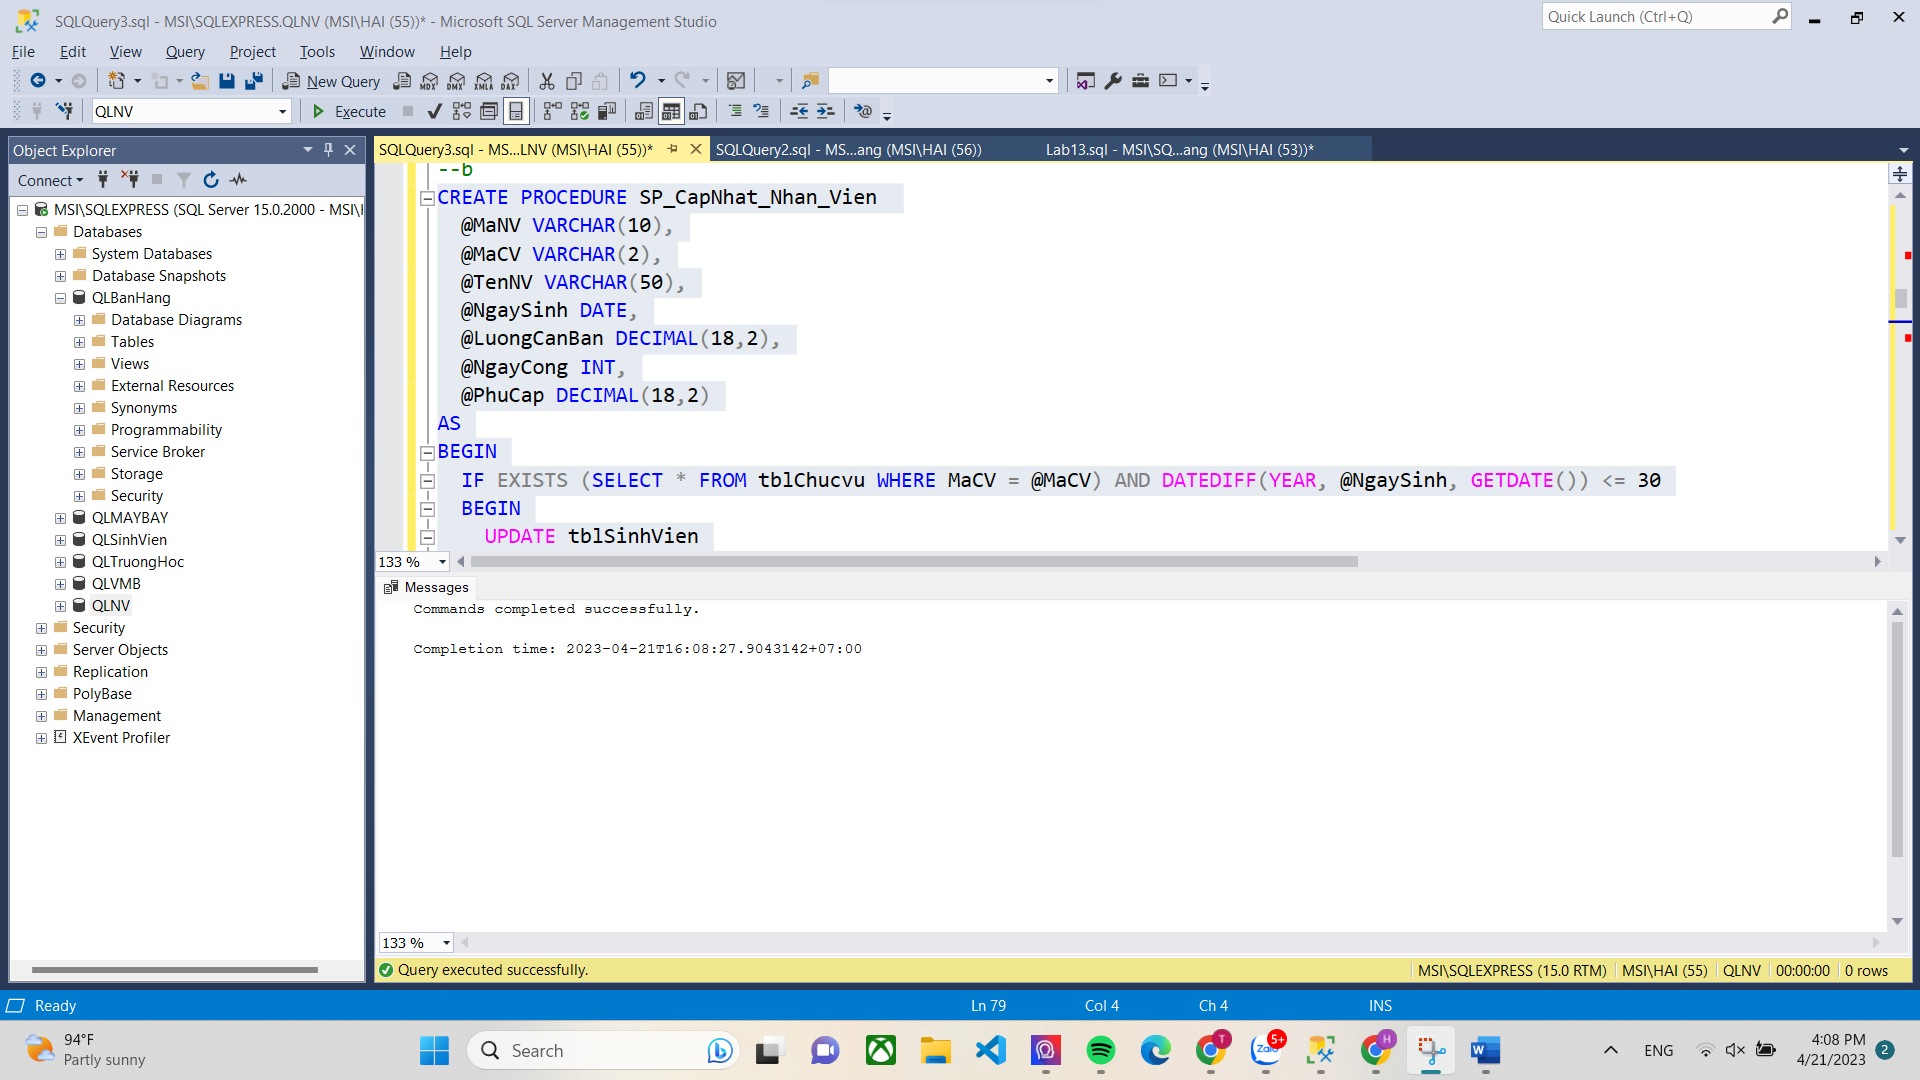 SQLQuery3.sql - MSI\SQLEXPRESS.QLNV (MSI\HAI (55))* - Microsoft SQL Server Management Studio
Quick Launch (Ctrl+Q)
File Edit View Query Project Tools Window Help
New Query MDX DMX XMLA DAX
QLNV Execute
Object Explorer
SQLQuery3.sql - MS...LNV (MSI\HAI (55))* SQLQuery2.sql - MS...ang (MSI\HAI (56)) Lab13.sql - MSI\SQ...ang (MSI\HAI (53))*
Connect
MSI\SQLEXPRESS (SQL Server 15.0.2000 - MSI\
Databases
System Databases
Database Snapshots
QLBanHang
Database Diagrams
Tables
Views
External Resources
Synonyms
Programmability
Service Broker
Storage
Security
QLMAYBAY
QLSinhVien
QLTruongHoc
QLVMB
QLNV
Security
Server Objects
Replication
PolyBase
Management
XEvent Profiler
--b
CREATE PROCEDURE SP_CapNhat_Nhan_Vien
@MaNV VARCHAR(10),
@MaCV VARCHAR(2),
@TenNV VARCHAR(50),
@NgaySinh DATE,
@LuongCanBan DECIMAL(18,2),
@NgayCong INT,
@PhuCap DECIMAL(18,2)
AS
BEGIN
IF EXISTS (SELECT * FROM tblChucvu WHERE MaCV = @MaCV) AND DATEDIFF(YEAR, @NgaySinh, GETDATE()) <= 30
BEGIN
UPDATE tblSinhVien
133 %
Messages
Commands completed successfully.
Completion time: 2023-04-21T16:08:27.9043142+07:00
133 %
Query executed successfully.
MSI\SQLEXPRESS (15.0 RTM) MSI\HAI (55) QLNV 00:00:00 0 rows
Ready Ln 79 Col 4 Ch 4 INS
94°F
Partly sunny
Search
T
Zalo
5+
H
W
ENG
4:08 PM
4/21/2023
2